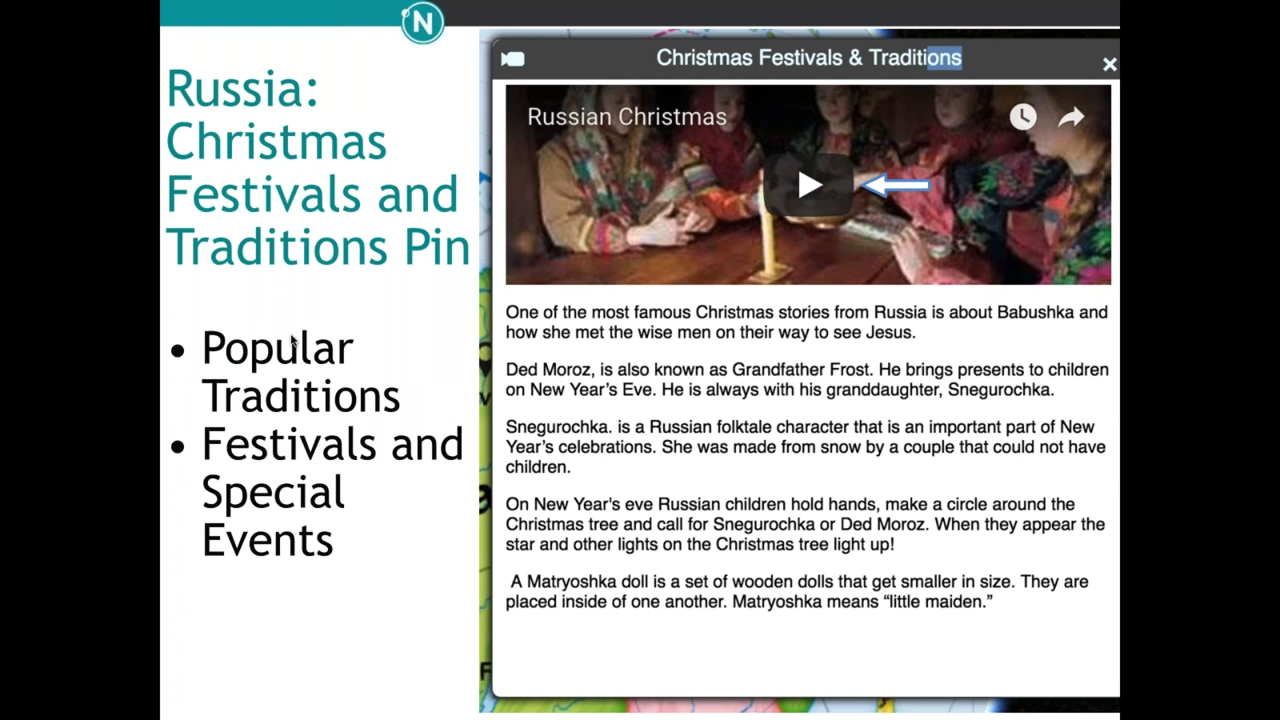 N
Russia:
Christmas
Festivals and
Traditions Pin
• Popular
Traditions
• Festivals and
Special
Events
Christmas Festivals & Traditions
Russian Christmas
One of the most famous Christmas stories from Russia is about Babushka and
how she met the wise men on their way to see Jesus.
Ded Moroz, is also known as Grandfather Frost. He brings presents to children
on New Year’s Eve. He is always with his granddaughter, Snegurochka.
Snegurochka. is a Russian folktale character that is an important part of New
Year’s celebrations. She was made from snow by a couple that could not have
children.
On New Year's eve Russian children hold hands, make a circle around the
Christmas tree and call for Snegurochka or Ded Moroz. When they appear the
star and other lights on the Christmas tree light up!
A Matryoshka doll is a set of wooden dolls that get smaller in size. They are
placed inside of one another. Matryoshka means “little maiden.”